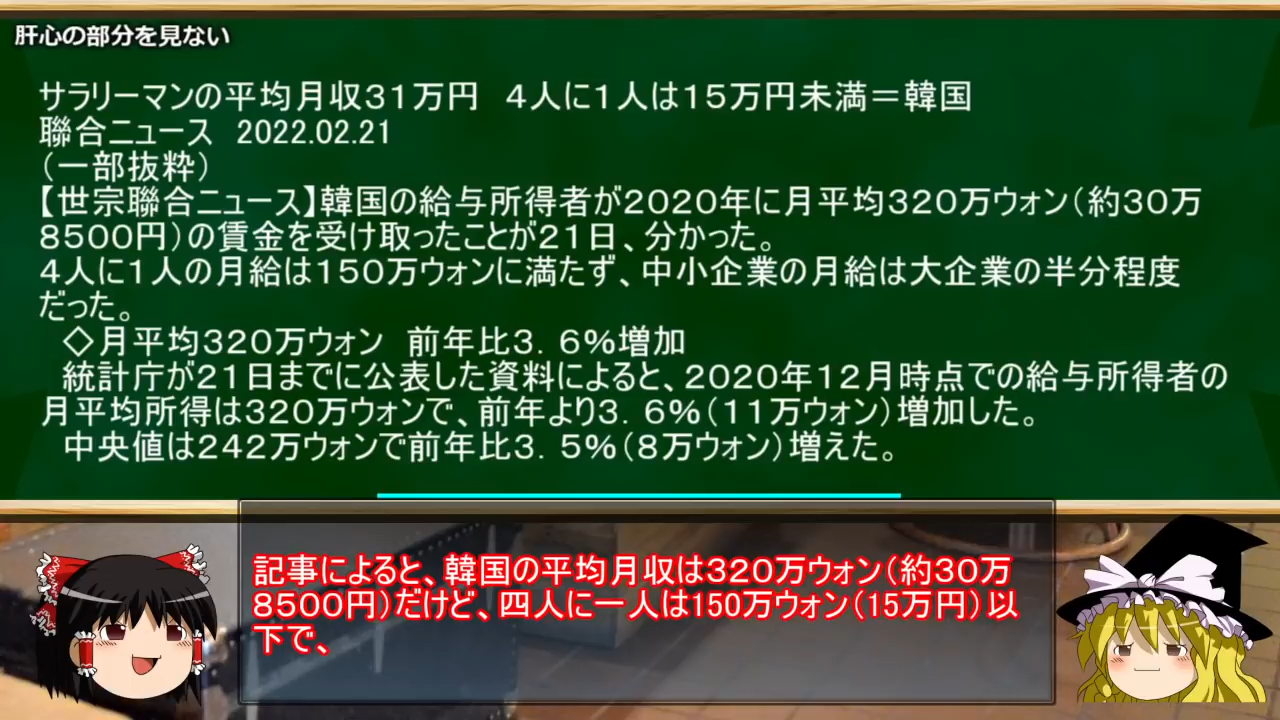 肝心の部分を見ない
サラリーマンの平均月収３１万円　４人に１人は１５万円未満＝韓国
聯合ニュース　2022.02.21
（一部抜粋）
【世宗聯合ニュース】韓国の給与所得者が２０２０年に月平均３２０万ウォン（約３０万
８５００円）の賃金を受け取ったことが２１日、分かった。
４人に１人の月給は１５０万ウォンに満たず、中小企業の月給は大企業の半分程度
だった。
◇月平均３２０万ウォン　前年比３．６％増加
統計庁が２１日までに公表した資料によると、２０２０年１２月時点での給与所得者の
月平均所得は３２０万ウォンで、前年より３．６％（１１万ウォン）増加した。
中央値は２４２万ウォンで前年比３．５％（８万ウォン）増えた。
記事によると、韓国の平均月収は３２０万ウォン（約３０万
８５００円）だけど、四人に一人は150万ウォン（15万円）以
下で、